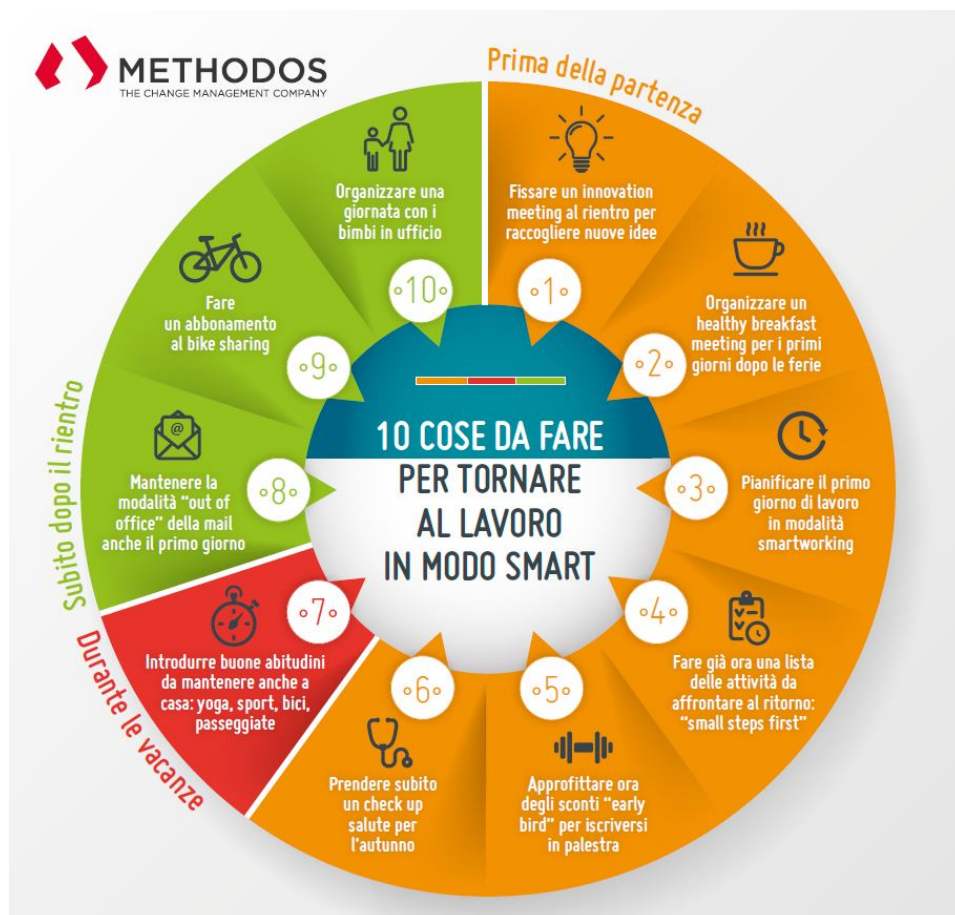 METHODOS
THE CHANGE MANAGEMENT COMPANY
Prima della partenza
Fissare un innovation
meeting al rientro per
raccogliere nuove idee
1
Organizzare un
healthy breakfast
meeting per i primi
giorni dopo le ferie
2
Pianificare il primo
giorno di lavoro
in modalità
smartworking
3
Fare già ora una lista
delle attività da
affrontare al ritorno:
“small steps first”
4
Approfittare ora
degli sconti “early
bird” per iscriversi
in palestra
5
Prendere subito
un check up
salute per
l'autunno
6
Durante le vacanze
Introdurre buone abitudini
da mantenere anche a
casa: yoga, sport, bici,
passeggiate
7
Subito dopo il rientro
@
Mantenere la
modalità “out of
office” della mail
anche il primo giorno
8
Fare
un abbonamento
al bike sharing
9
Organizzare una
giornata con i
bimbi in ufficio
10
10 COSE DA FARE
PER TORNARE
AL LAVORO
IN MODO SMART